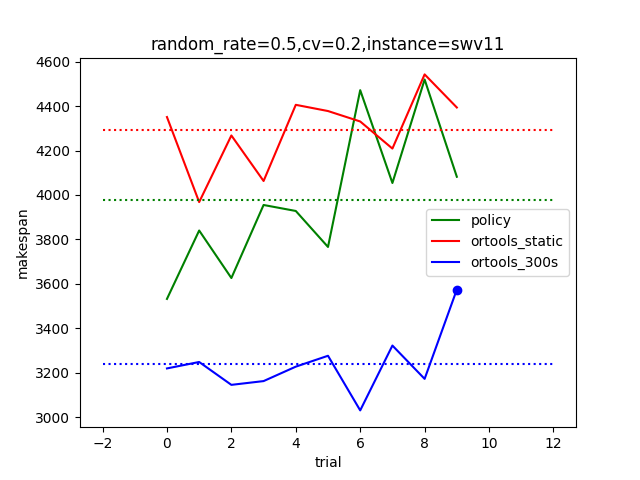 random_rate=0.5,cv=0.2,instance=swv11
makespan
4600
4400
4200
4000
3800
3600
3400
3200
3000
policy
ortools_static
ortools_300s
−2 0 2 4 6 8 10 12
trial